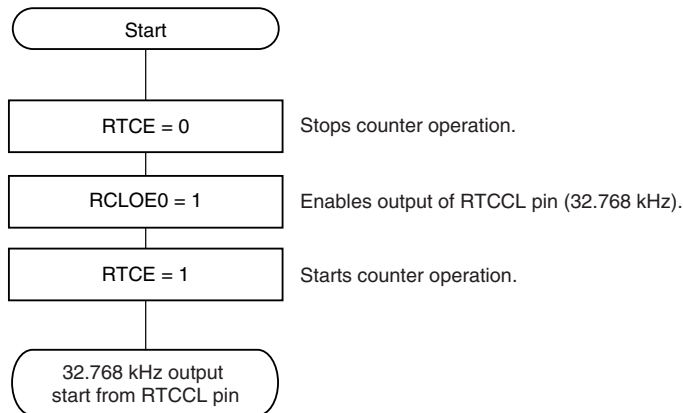 Start
RTCE = 0
Stops counter operation.
RCLOE0 = 1
Enables output of RTCCL pin (32.768 kHz).
RTCE = 1
Starts counter operation.
32.768 kHz output
start from RTCCL pin